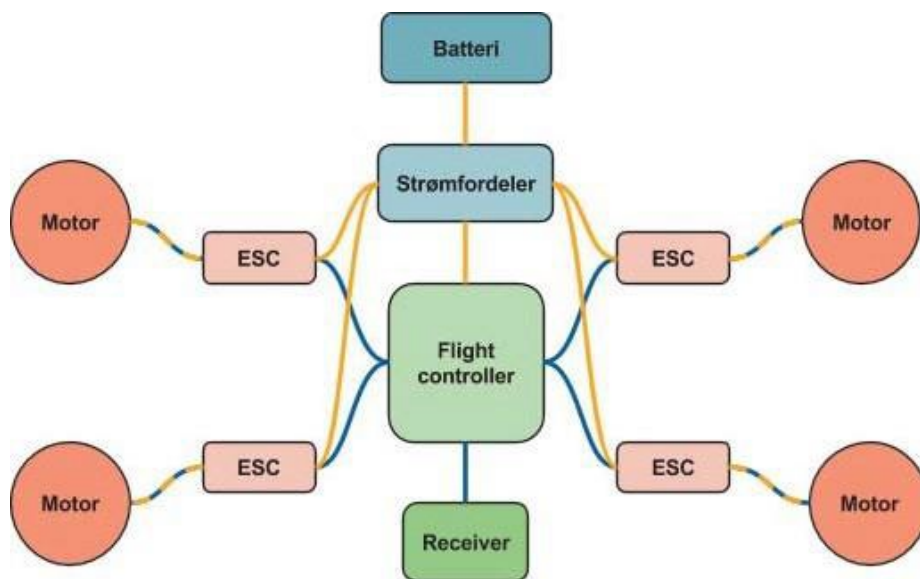 Batteri
Strømfordeler
Motor
Motor
ESC
ESC
Flight
controller
ESC
ESC
Motor
Motor
Receiver